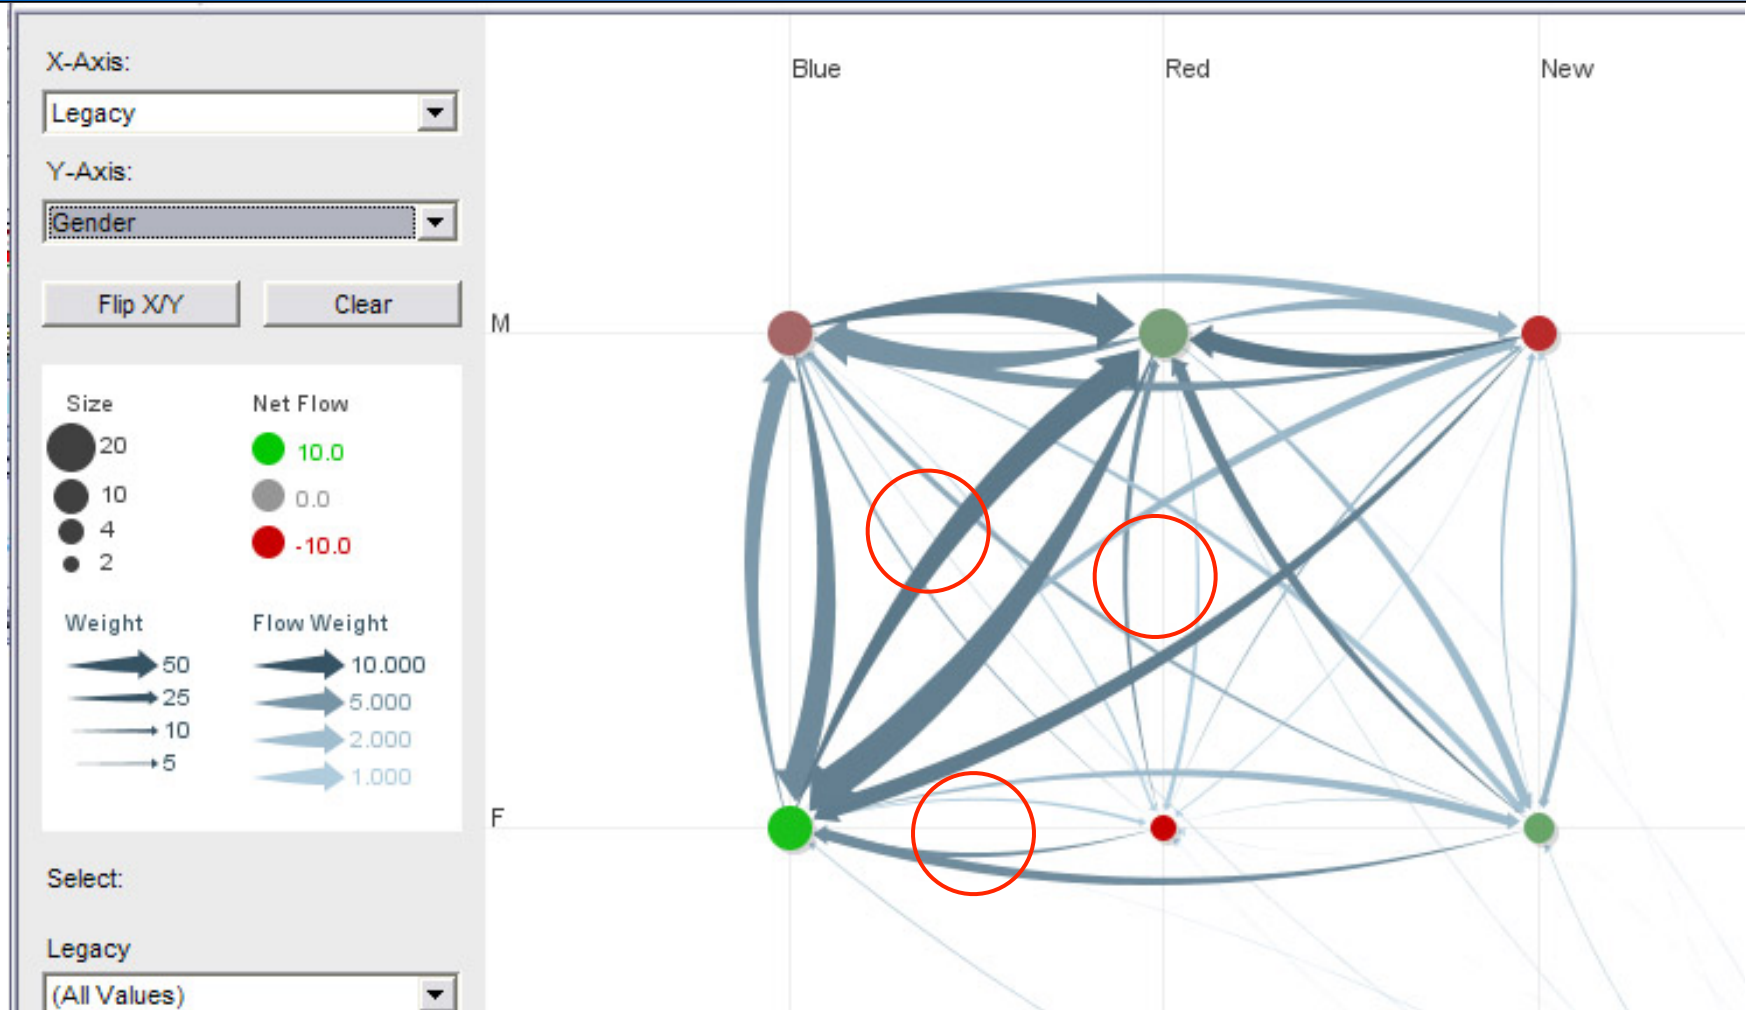 X-Axis:
Legacy
Y-Axis:
Gender
Flip X/Y Clear
Size Net Flow
20 10.0
10 0.0
4 -10.0
2
Weight Flow Weight
50 10.000
25 5.000
10 2.000
5 1.000
Select:
Legacy
(All Values)
Blue Red New
M
F